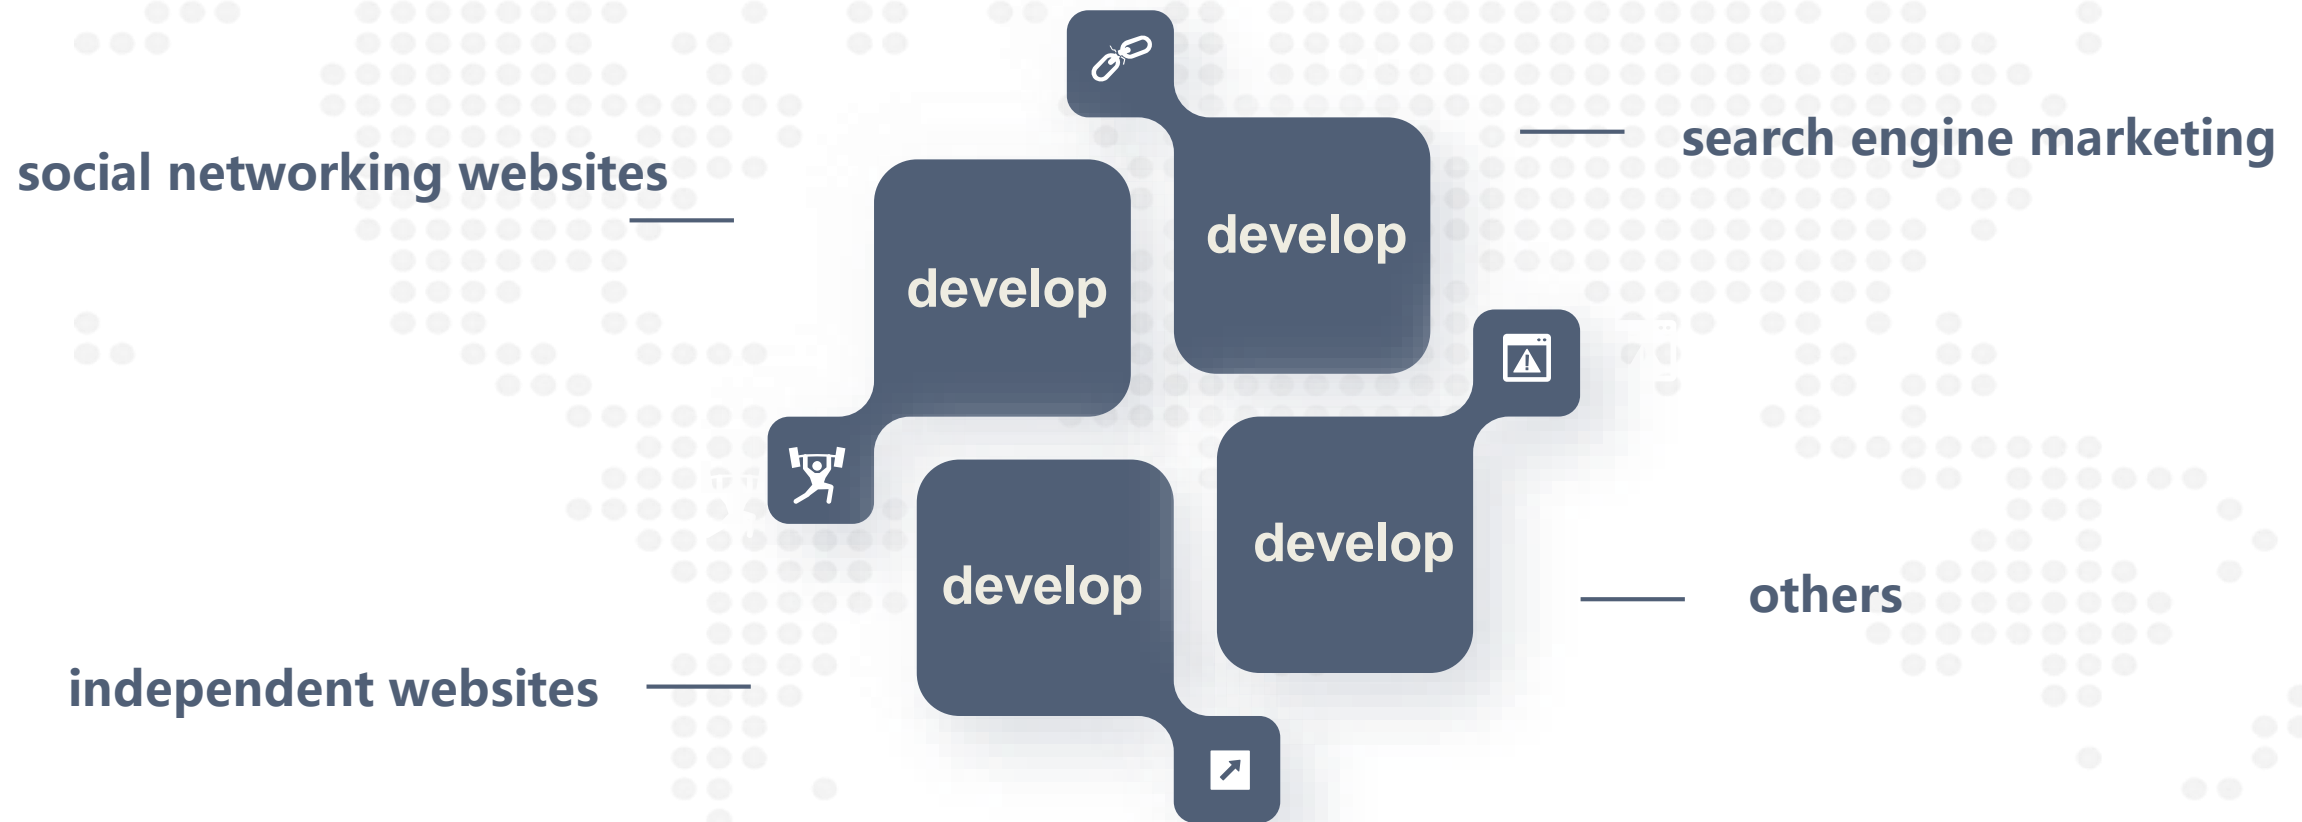 search engine marketing
social networking websites
develop
develop
develop
develop
others
independent websites